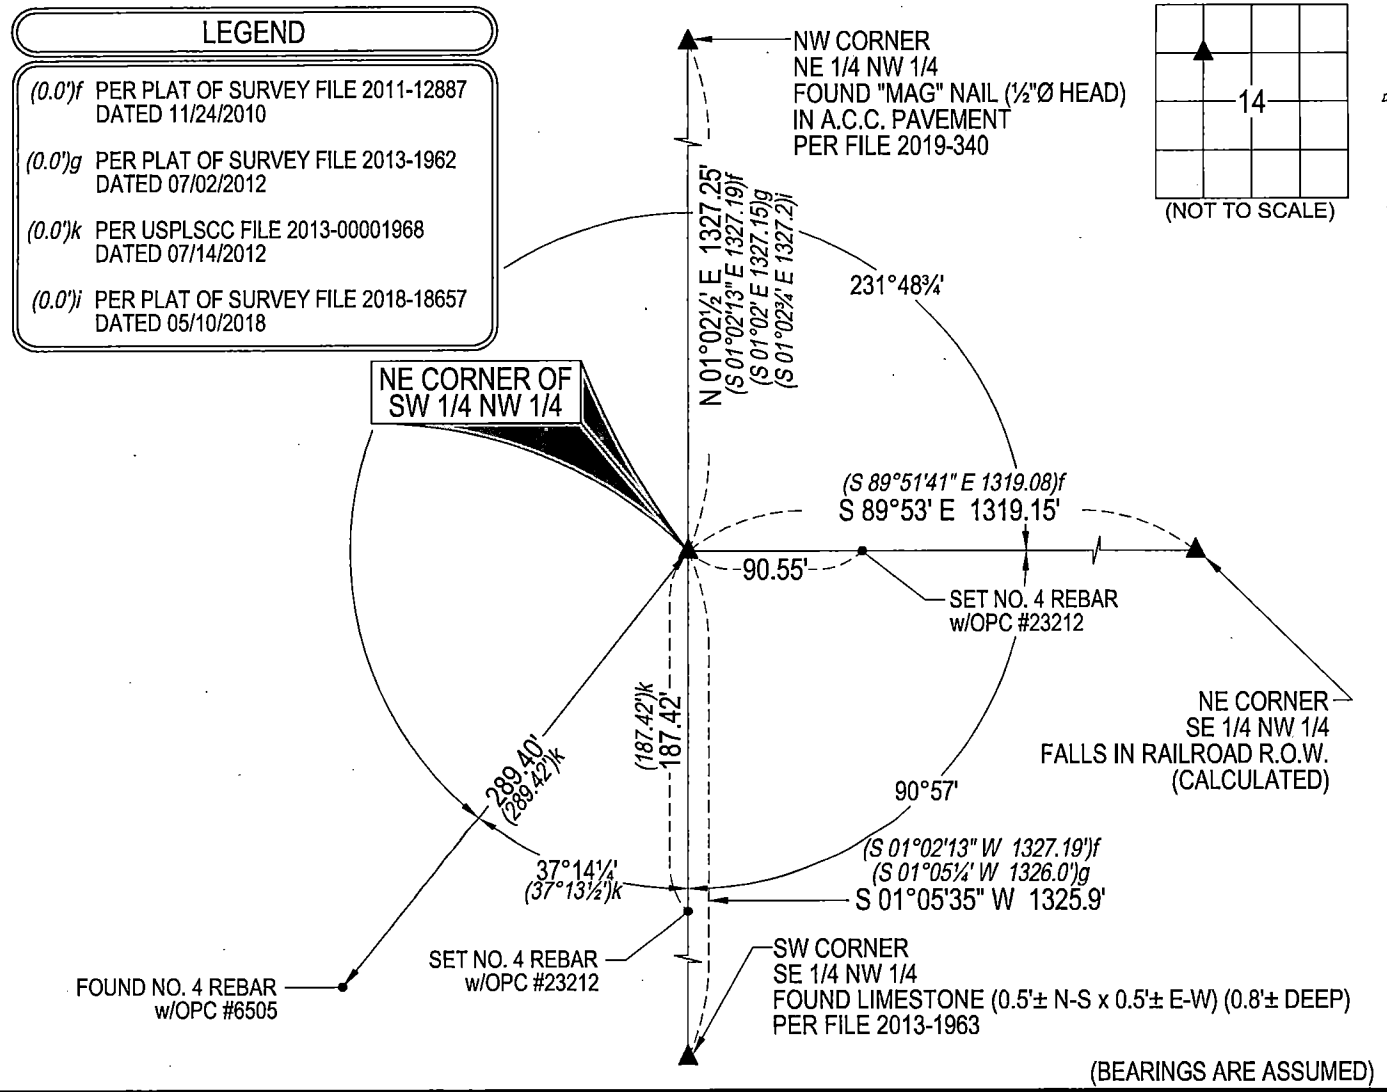 LEGEND
(0.0')f PER PLAT OF SURVEY FILE 2011-12887
DATED 11/24/2010
(0.0')g PER PLAT OF SURVEY FILE 2013-1962
DATED 07/02/2012
(0.0')k PER USPLSCC FILE 2013-00001968
DATED 07/14/2012
(0.0')i PER PLAT OF SURVEY FILE 2018-18657
DATED 05/10/2018
NW CORNER
NE 1/4 NW 1/4
FOUND "MAG" NAIL (½"Ø HEAD)
IN A.C.C. PAVEMENT
PER FILE 2019-340
14
(NOT TO SCALE)
N 01°02½' E 1327.25'
(S 01°02'13" E 1327.19)f
(S 01°02' E 1327.15)g
(S 01°02¾' E 1327.2)i
231°48¾'
NE CORNER OF
SW 1/4 NW 1/4
(S 89°51'41" E 1319.08)f
S 89°53' E 1319.15'
90.55'
SET NO. 4 REBAR
w/OPC #23212
NE CORNER
SE 1/4 NW 1/4
FALLS IN RAILROAD R.O.W.
(CALCULATED)
(187.42')k
187.42'
289.40'
(289.42')k
90°57'
37°14¼'
(37°13½')k
(S 01°02'13" W 1327.19')f
(S 01°05¼' W 1326.0')g
S 01°05'35" W 1325.9'
SET NO. 4 REBAR
w/OPC #23212
FOUND NO. 4 REBAR
w/OPC #6505
SW CORNER
SE 1/4 NW 1/4
FOUND LIMESTONE (0.5'± N-S x 0.5'± E-W) (0.8'± DEEP)
PER FILE 2013-1963
(BEARINGS ARE ASSUMED)